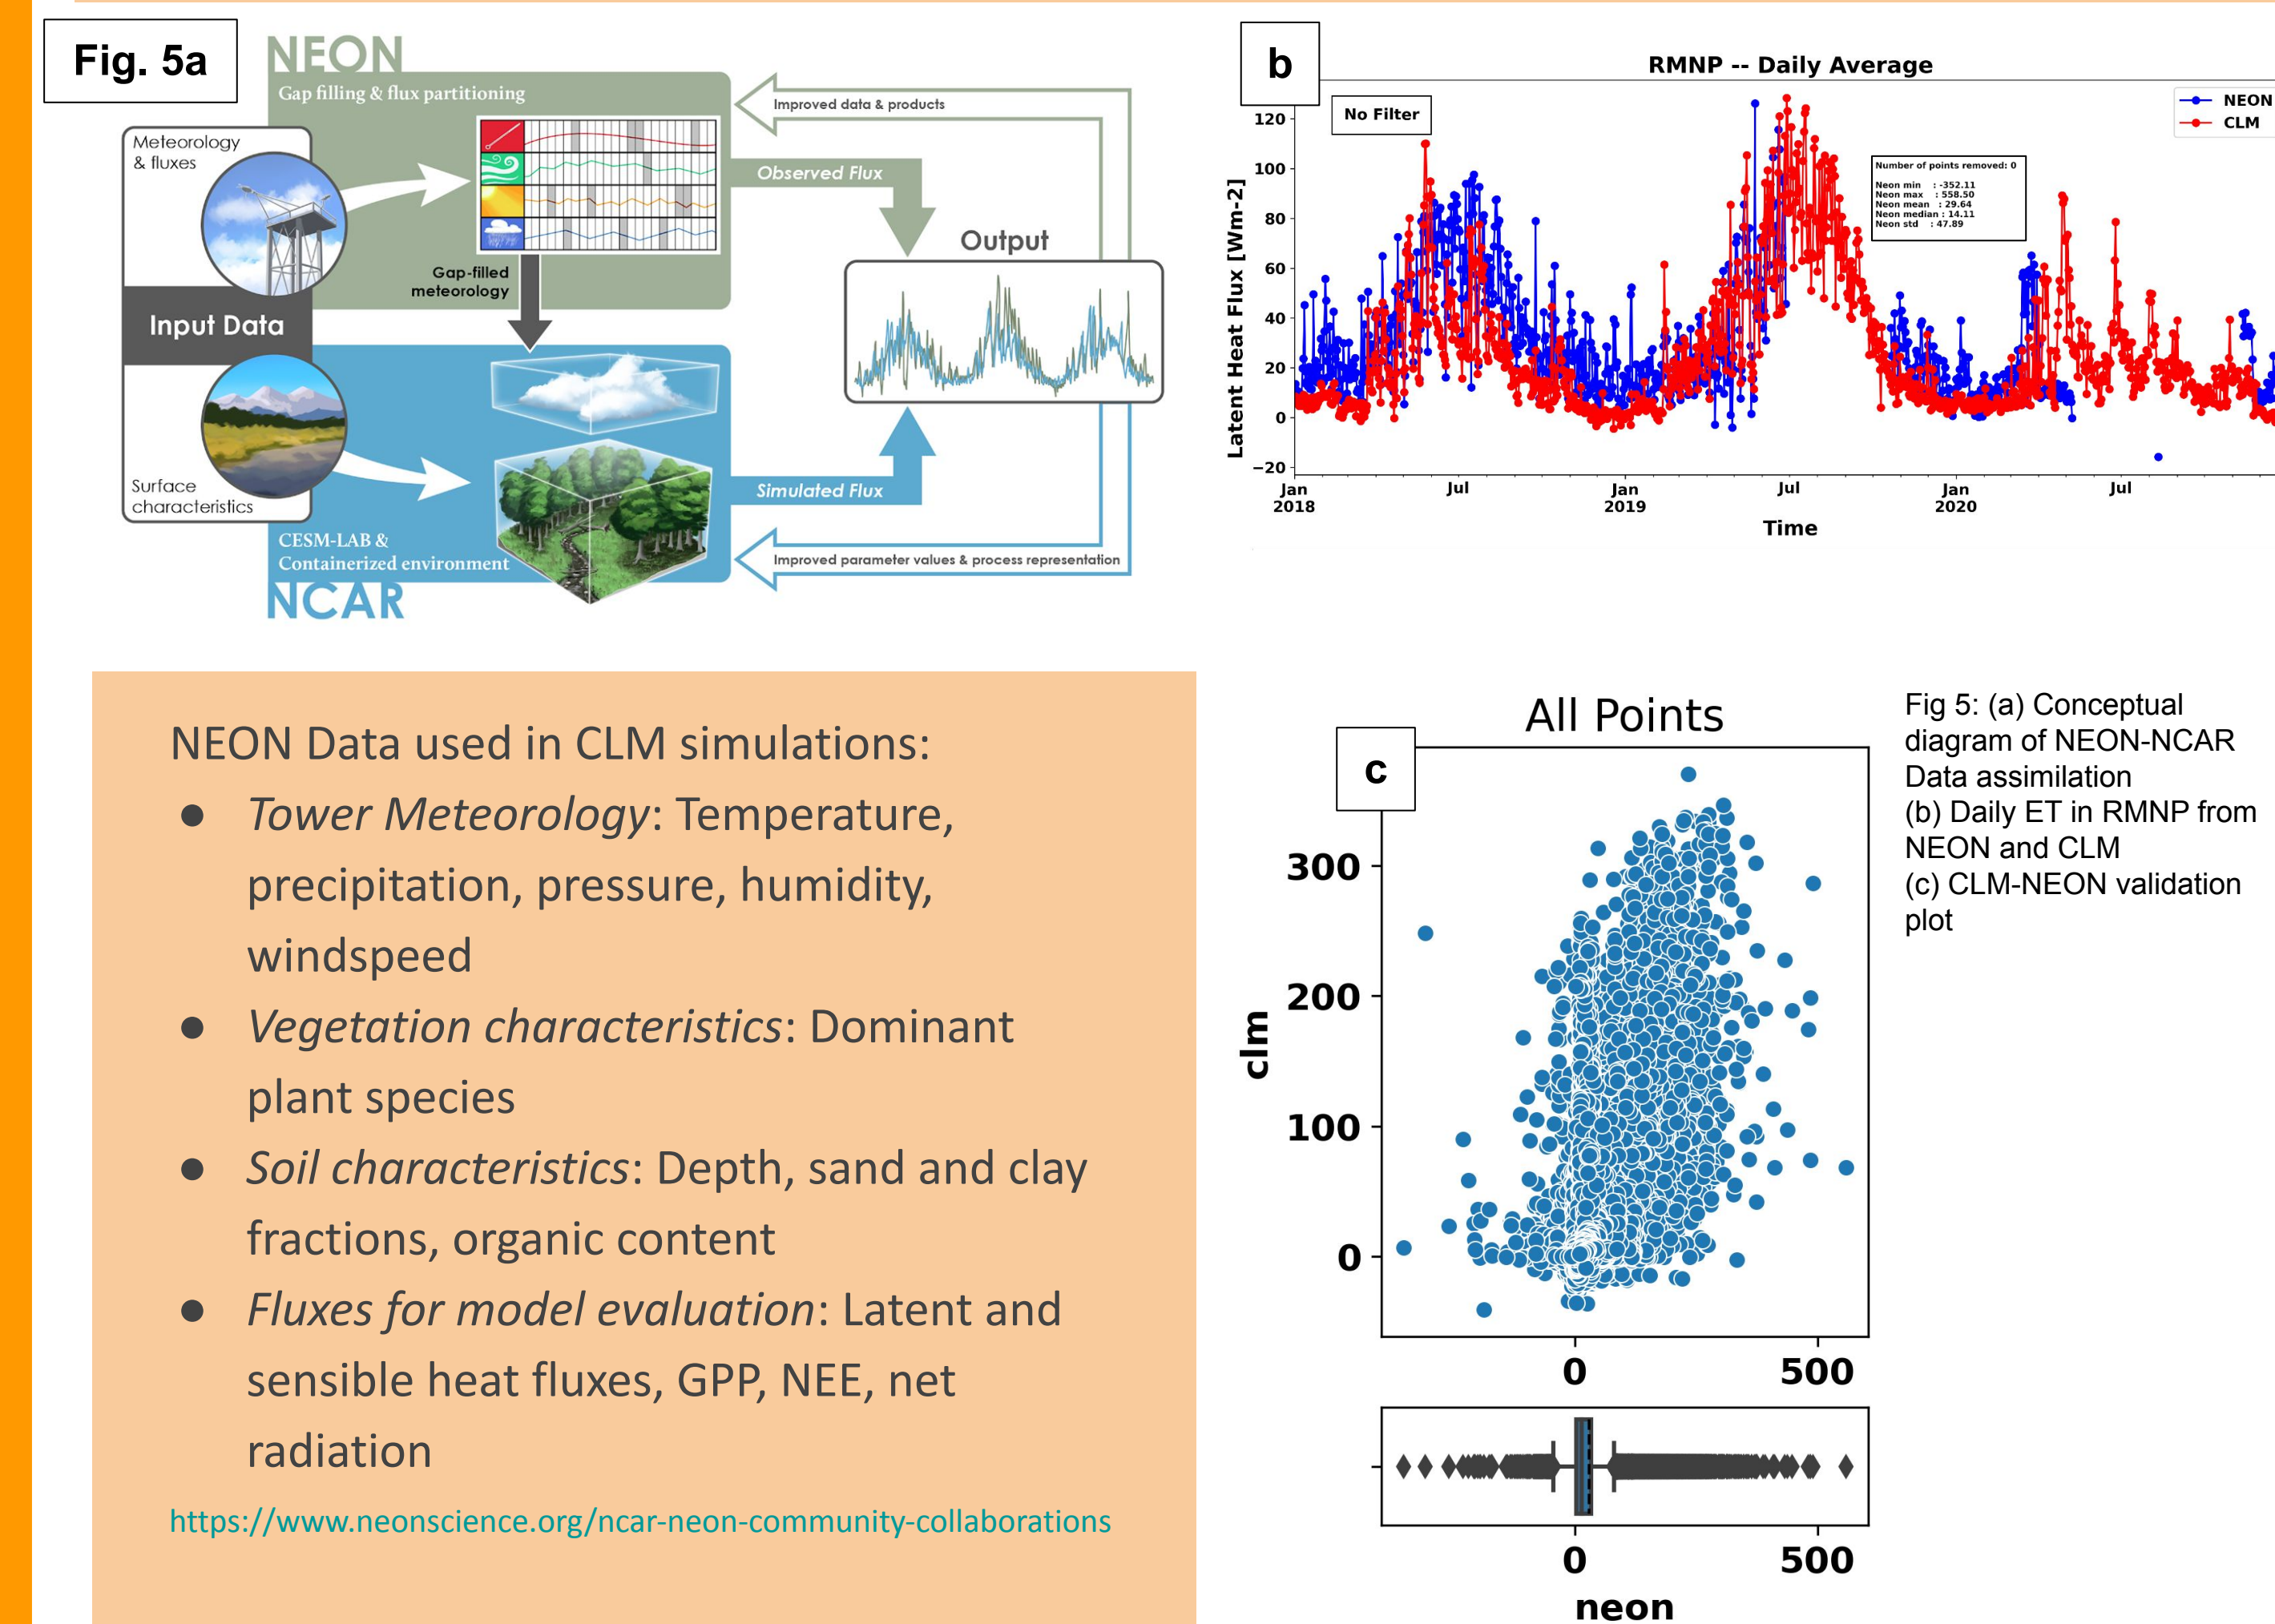 Fig. 5a
NEON
Gap filling & flux partitioning
Meteorology
& fluxes
Improved data & products
Observed Flux
Gap-filled
meteorology
Output
Input Data
Simulated Flux
Surface
characteristics
CESM-LAB &
Containerized environment
Improved parameter values & process representation
NCAR
b
RMNP -- Daily Average
No Filter
NEON
CLM
Number of points removed: 0
Neon min : -352.11
Neon max : 558.50
Neon mean : 29.64
Neon median : 14.11
Neon std : 47.89
Latent Heat Flux [Wm-2]
120
100
80
60
40
20
0
−20
Jan
2018
Jul
Jan
2019
Jul
Jan
2020
Jul
Time
NEON Data used in CLM simulations:
● Tower Meteorology: Temperature,
precipitation, pressure, humidity,
windspeed
● Vegetation characteristics: Dominant
plant species
● Soil characteristics: Depth, sand and clay
fractions, organic content
● Fluxes for model evaluation: Latent and
sensible heat fluxes, GPP, NEE, net
radiation
https://www.neonscience.org/ncar-neon-community-collaborations
All Points
c
clm
300
200
100
0
0 500
0 500
neon
Fig 5: (a) Conceptual
diagram of NEON-NCAR
Data assimilation
(b) Daily ET in RMNP from
NEON and CLM
(c) CLM-NEON validation
plot